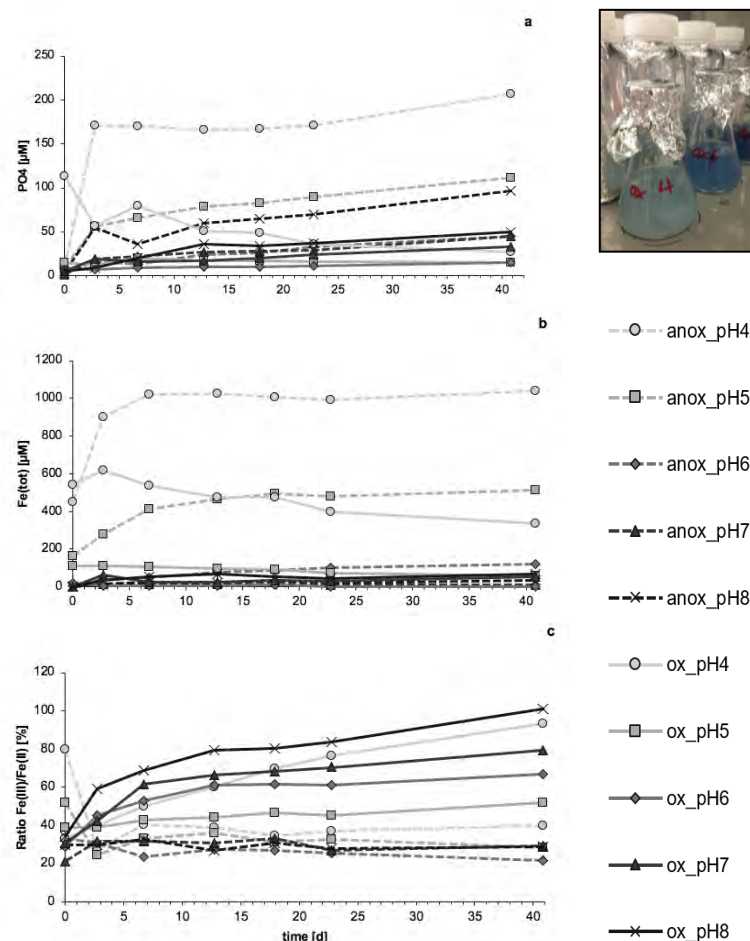 a
250
200
150
100
50
0
PO4 [µM]
0 5 10 15 20 25 30 35 40
b
1200
1000
800
600
400
200
0
Fe(tot) [µM]
0 5 10 15 20 25 30 35 40
c
120
100
80
60
40
20
0
Ratio Fe(III)/Fe(II) [%]
0 5 10 15 20 25 30 35 40
time [d]
ox 4
anox_pH4
anox_pH5
anox_pH6
anox_pH7
anox_pH8
ox_pH4
ox_pH5
ox_pH6
ox_pH7
ox_pH8